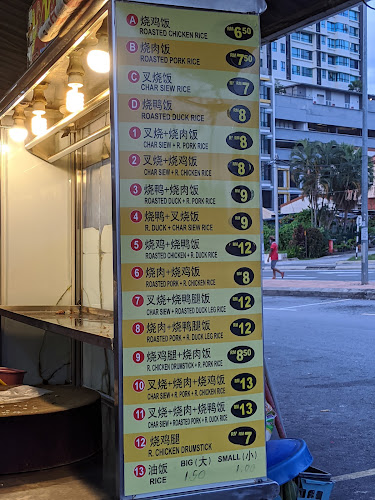 A 烧鸡饭 RM 6.50
ROASTED CHICKEN RICE
B 烧肉饭 RM 7.50
ROASTED PORK RICE
C 叉烧饭 7
CHAR SIEW RICE
D 烧鸭饭 RM 8
ROASTED DUCK RICE
1 叉烧+烧肉饭 RM 8
CHAR SIEW + R. PORK RICE
2 叉烧+烧鸡饭 RM 8
CHAR SIEW + R. CHICKEN RICE
3 烧鸭+烧肉饭 RM 9
ROASTED DUCK + R. PORK RICE
4 烧鸭+叉烧饭 RM 9
R. DUCK + CHAR SIEW RICE
5 烧鸡+烧鸭饭 RM 12
ROASTED CHICKEN + R. DUCK RICE
6 烧肉+烧鸡饭 RM 8
ROASTED PORK + R. CHICKEN RICE
7 叉烧+烧鸭腿饭 RM 12
CHAR SIEW + ROASTED DUCK LEG RICE
8 烧肉+烧鸭腿饭 RM 12
ROASTED PORK + R. DUCK LEG RICE
9 烧鸡腿+烧肉饭 RM 8.50
R. CHICKEN DRUMSTICK + R. PORK RICE
10 叉烧+烧肉+烧鸡饭 RM 13
CHAR SIEW + R. PORK + R. CHICKEN RICE
11 叉烧+烧肉+烧鸭饭 RM 13
CHAR SIEW + ROASTED PORK + R. DUCK RICE
12 烧鸡腿 RM 7
R. CHICKEN DRUMSTICK
13 油饭 BIG (大) SMALL (小)
RICE 1.50 1.00